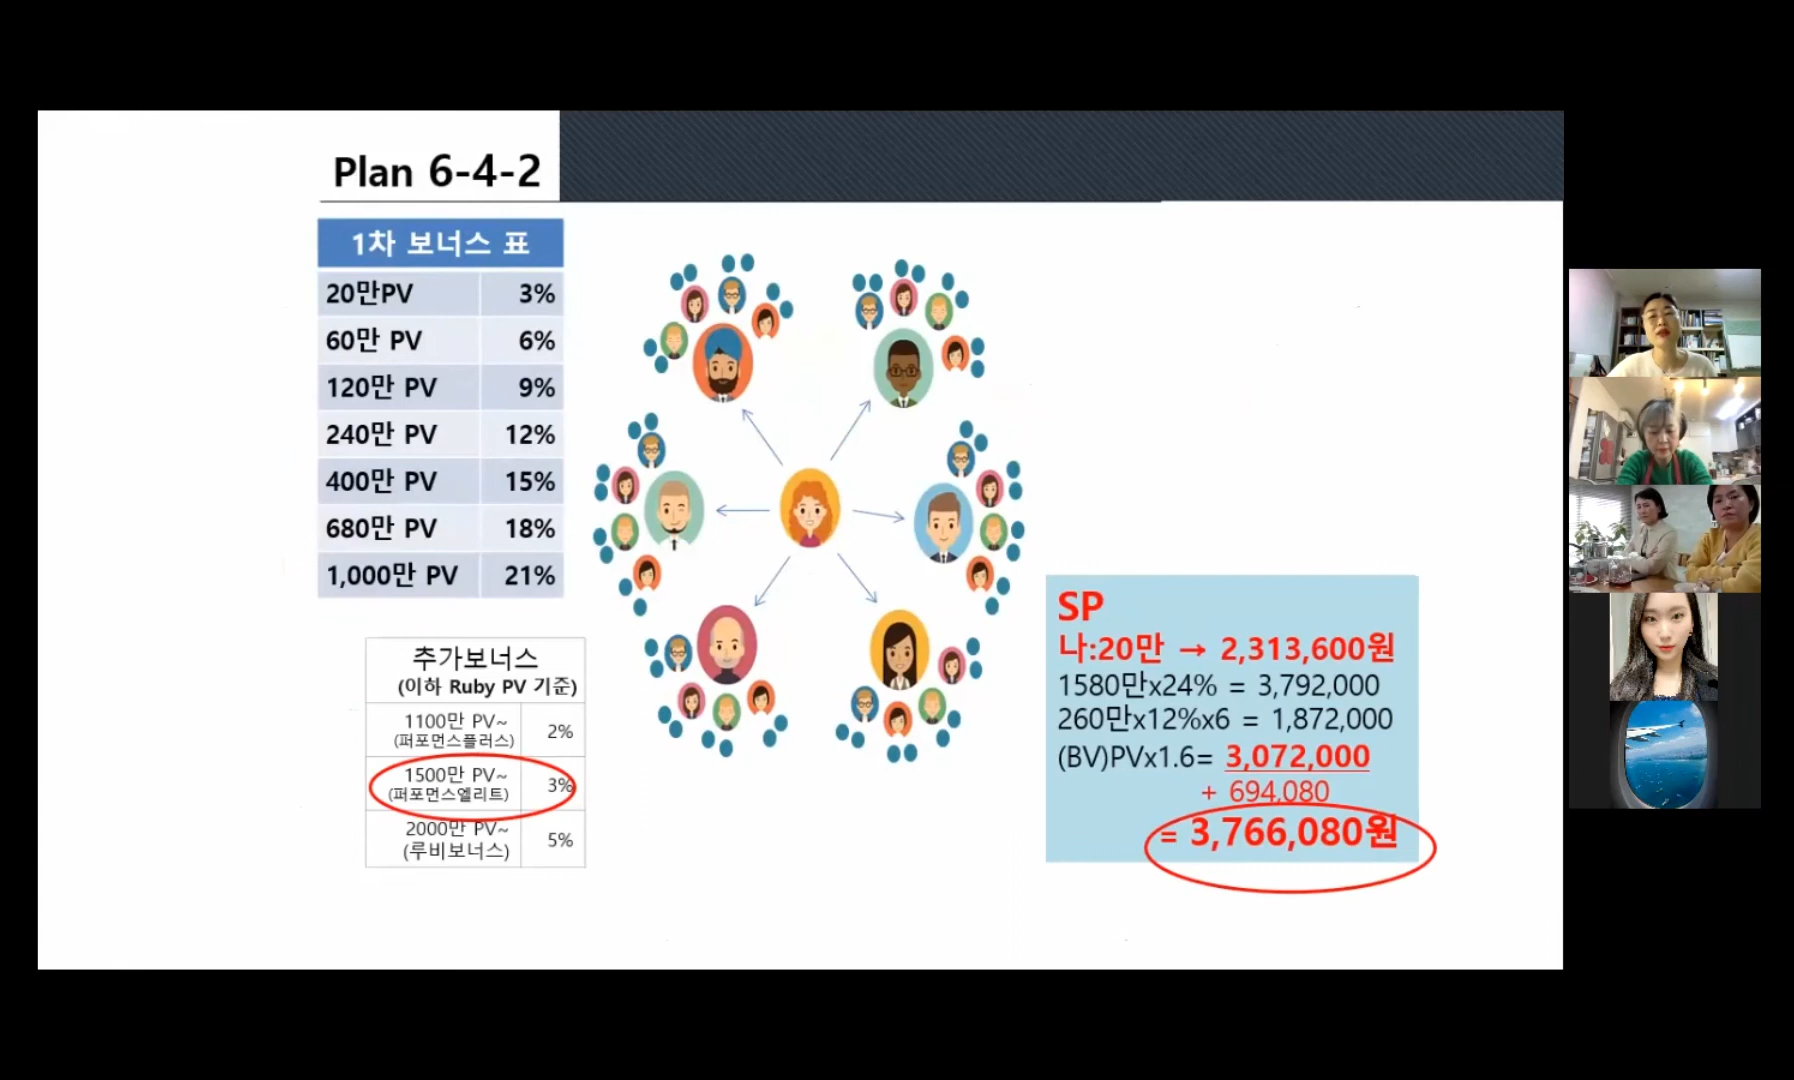 Plan 6-4-2
1차 보너스 표
20만PV 3%
60만 PV 6%
120만 PV 9%
240만 PV 12%
400만 PV 15%
680만 PV 18%
1,000만 PV 21%
추가보너스
(이하 Ruby PV 기준)
1100만 PV~
(퍼포먼스플러스) 2%
1500만 PV~
(퍼포먼스엘리트) 3%
2000만 PV~
(루비보너스) 5%
SP
나:20만 → 2,313,600원
1580만x24% = 3,792,000
260만x12%x6 = 1,872,000
(BV)PVx1.6= 3,072,000
+ 694,080
= 3,766,080원